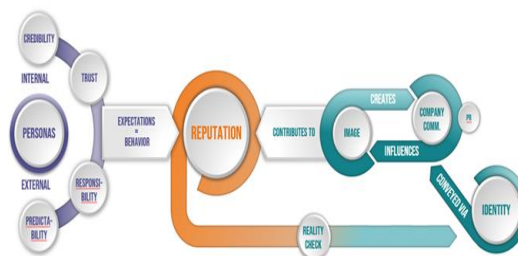 CREDIBILITY
INTERNAL
TRUST
PERSONAS
EXTERNAL
RESPONSI-
BILITY
PREDICTA-
BILITY
EXPECTATIONS
=
BEHAVIOR
REPUTATION
CONTRIBUTES TO
IMAGE
CREATES
COMPANY
COMM.
PR
INFLUENCES
CONVEYED VIA
IDENTITY
REALITY
CHECK